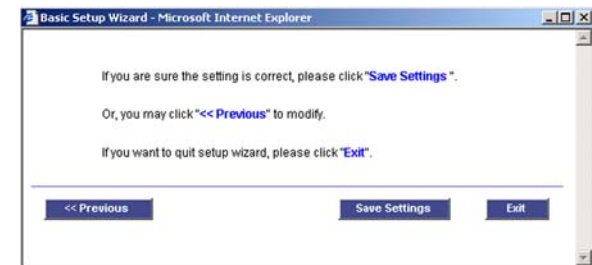 Basic Setup Wizard - Microsoft Internet Explorer
If you are sure the setting is correct, please click "Save Settings ".
Or, you may click "<< Previous" to modify.
If you want to quit setup wizard, please click "Exit".
<< Previous Save Settings Exit